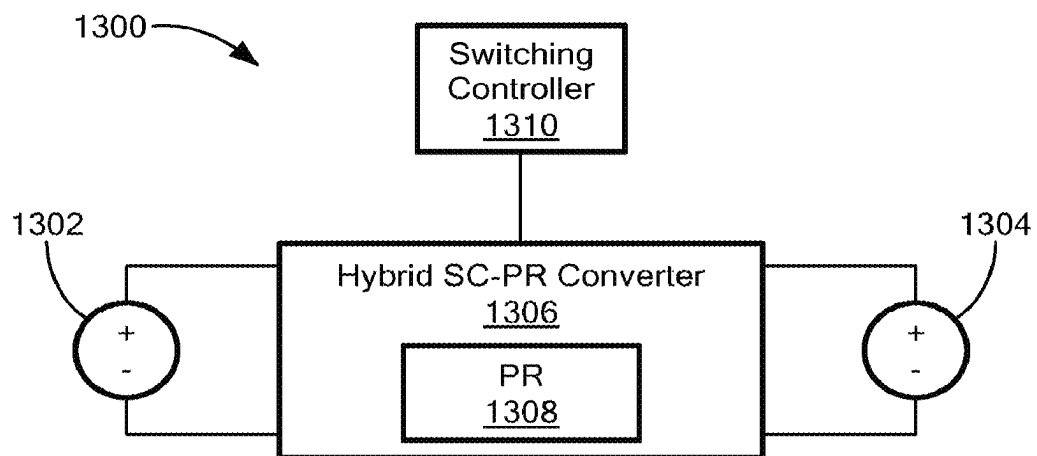 1300
Switching
Controller
1310
1302
1304
Hybrid SC-PR Converter
1306
+
-
PR
1308
+
-